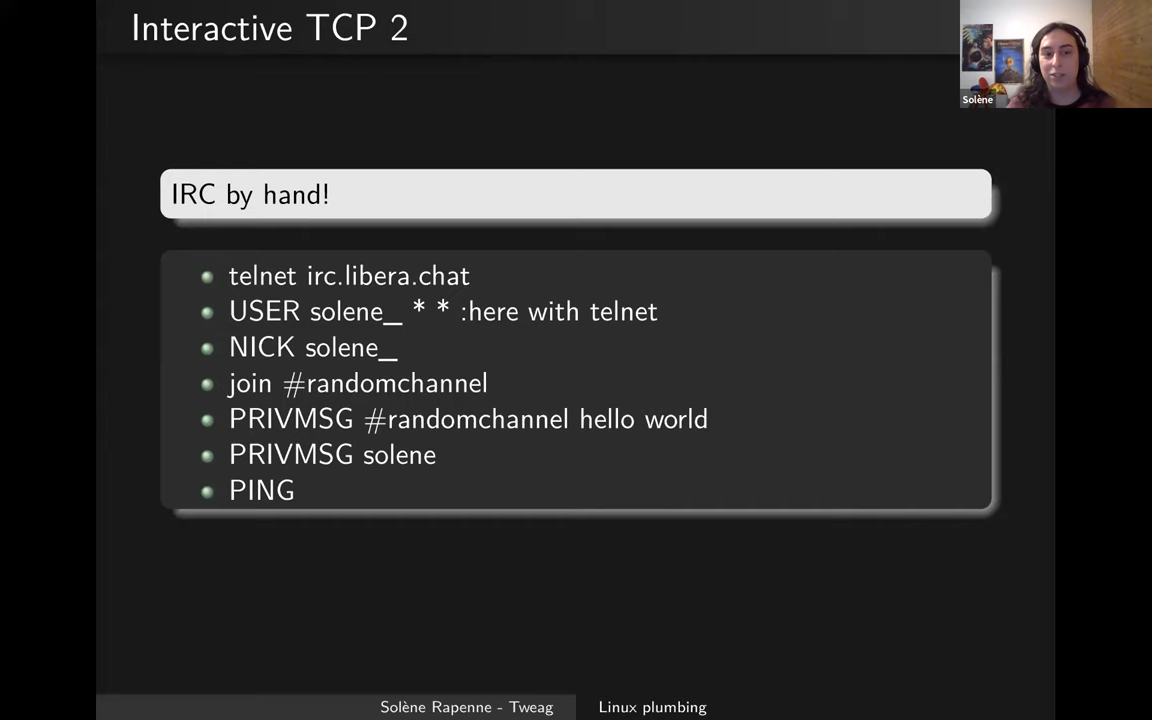 Interactive TCP 2
Solène
IRC by hand!
telnet irc.libera.chat
USER solene_ * * :here with telnet
NICK solene_
join #randomchannel
PRIVMSG #randomchannel hello world
PRIVMSG solene
PING
Solène Rapenne - Tweag
Linux plumbing